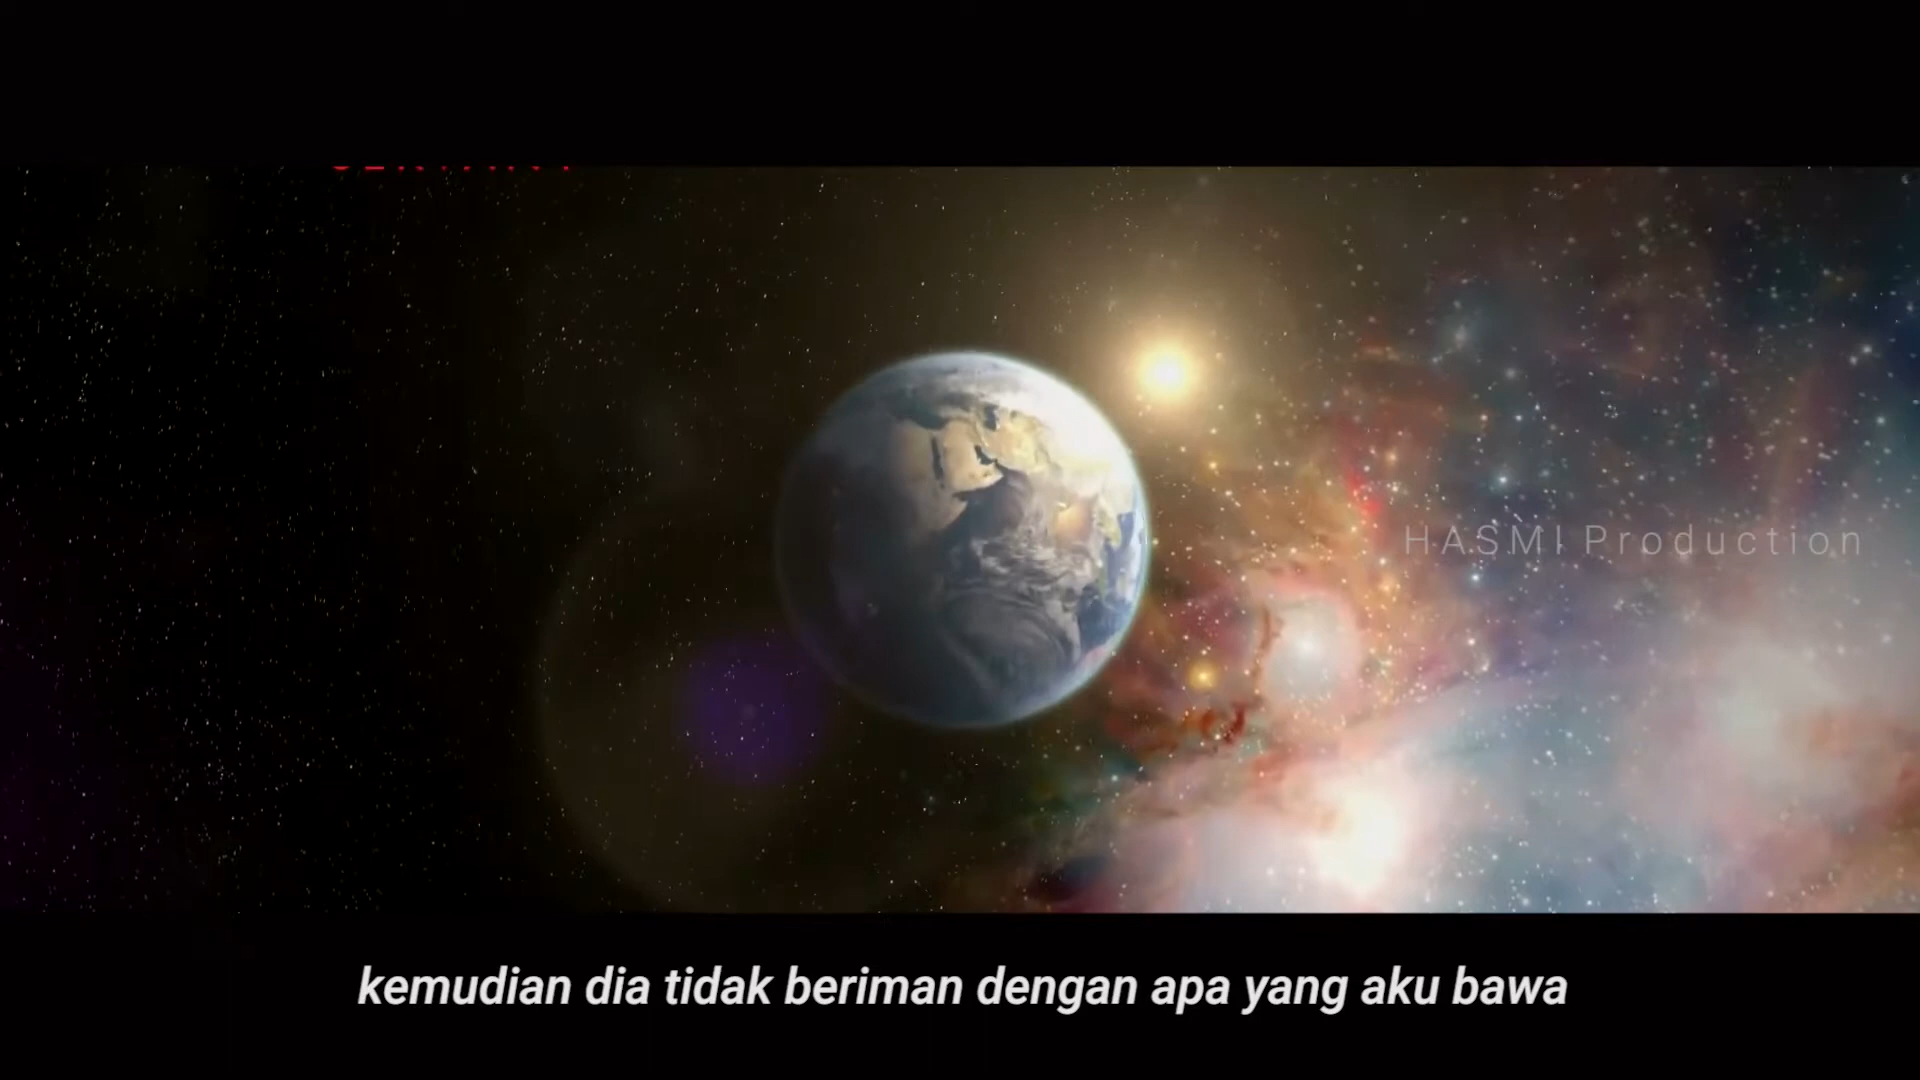 HASMI Production
kemudian dia tidak beriman dengan apa yang aku bawa